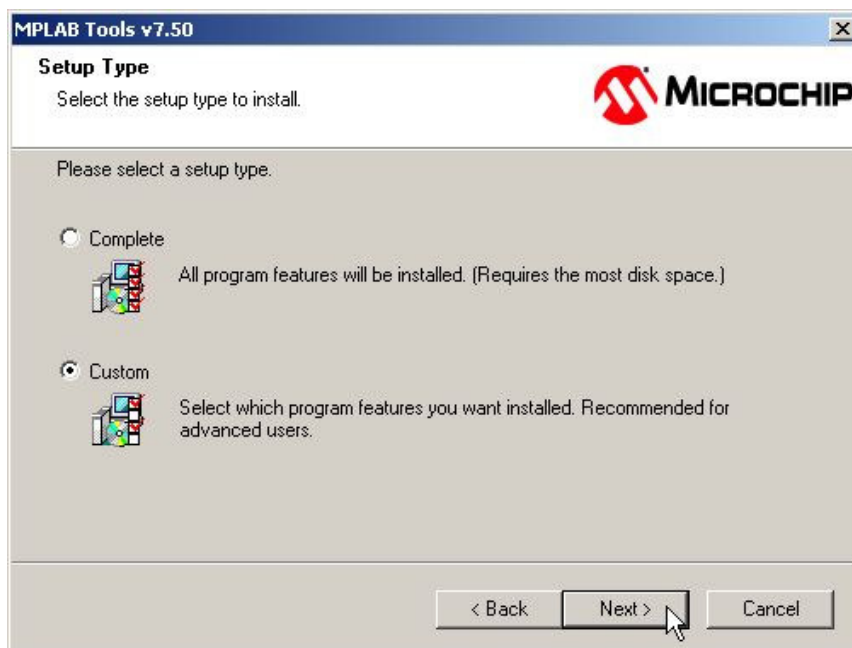 MPLAB Tools v7.50
Setup Type
Select the setup type to install.
MICROCHIP
Please select a setup type.
Complete
All program features will be installed. (Requires the most disk space.)
Custom
Select which program features you want installed. Recommended for
advanced users.
< Back
Next >
Cancel